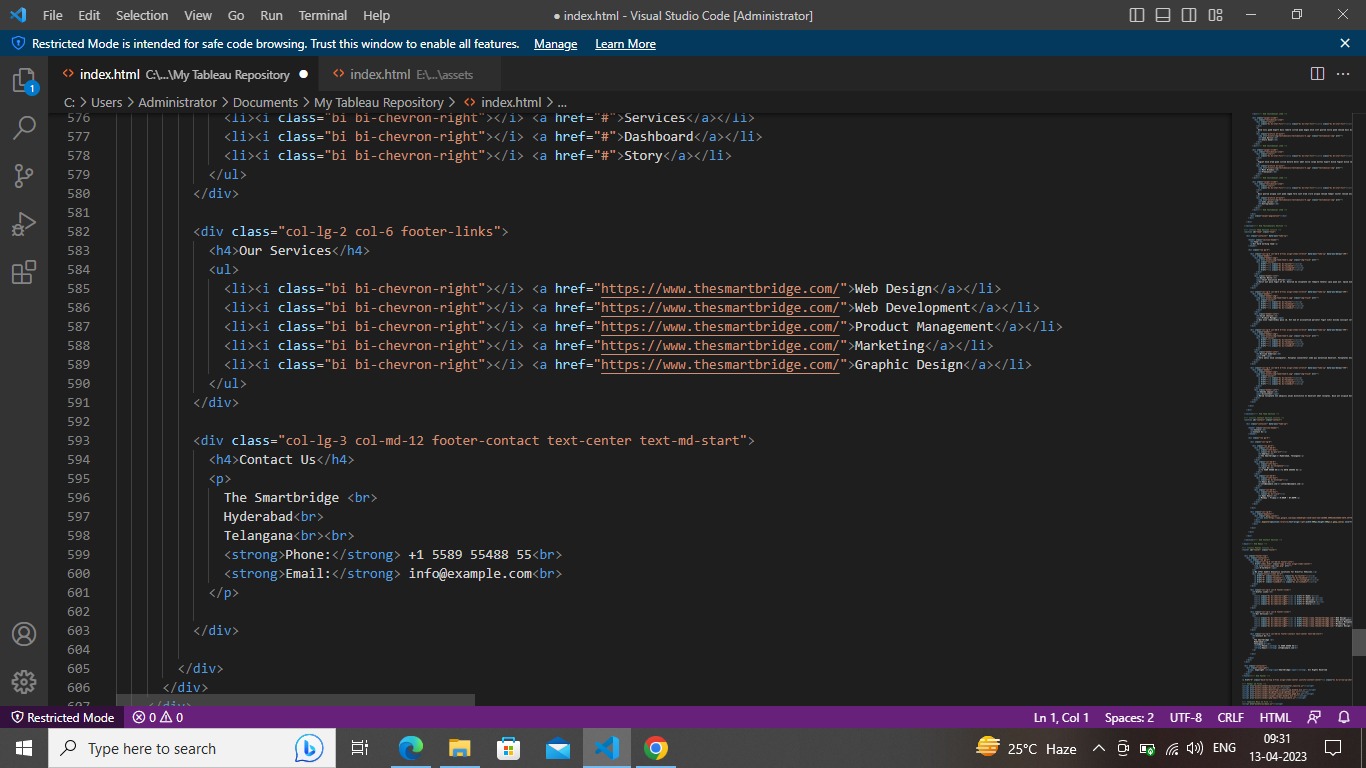 File Edit Selection View Go Run Terminal Help ● index.html - Visual Studio Code [Administrator]
Restricted Mode is intended for safe code browsing. Trust this window to enable all features. Manage Learn More
1
<> index.html C:\...\My Tableau Repository ● <> index.html E:\...\assets
C: > Users > Administrator > Documents > My Tableau Repository > <> index.html > ...
576 <li><i class="bi bi-chevron-right"></i> <a href="#">Services</a></li>
577 <li><i class="bi bi-chevron-right"></i> <a href="#">Dashboard</a></li>
578 <li><i class="bi bi-chevron-right"></i> <a href="#">Story</a></li>
579 </ul>
580 </div>
581
582 <div class="col-lg-2 col-6 footer-links">
583 <h4>Our Services</h4>
584 <ul>
585 <li><i class="bi bi-chevron-right"></i> <a href="https://www.thesmartbridge.com/">Web Design</a></li>
586 <li><i class="bi bi-chevron-right"></i> <a href="https://www.thesmartbridge.com/">Web Development</a></li>
587 <li><i class="bi bi-chevron-right"></i> <a href="https://www.thesmartbridge.com/">Product Management</a></li>
588 <li><i class="bi bi-chevron-right"></i> <a href="https://www.thesmartbridge.com/">Marketing</a></li>
589 <li><i class="bi bi-chevron-right"></i> <a href="https://www.thesmartbridge.com/">Graphic Design</a></li>
590 </ul>
591 </div>
592
593 <div class="col-lg-3 col-md-12 footer-contact text-center text-md-start">
594 <h4>Contact Us</h4>
595 <p>
596 The Smartbridge <br>
597 Hyderabad<br>
598 Telangana<br><br>
599 <strong>Phone:</strong> +1 5589 55488 55<br>
600 <strong>Email:</strong> info@example.com<br>
601 </p>
602
603 </div>
604
605 </div>
606 </div>
607 </div>
Restricted Mode 0 0 Ln 1, Col 1 Spaces: 2 UTF-8 CRLF HTML
Type here to search 25°C Haze ENG 09:31
13-04-2023